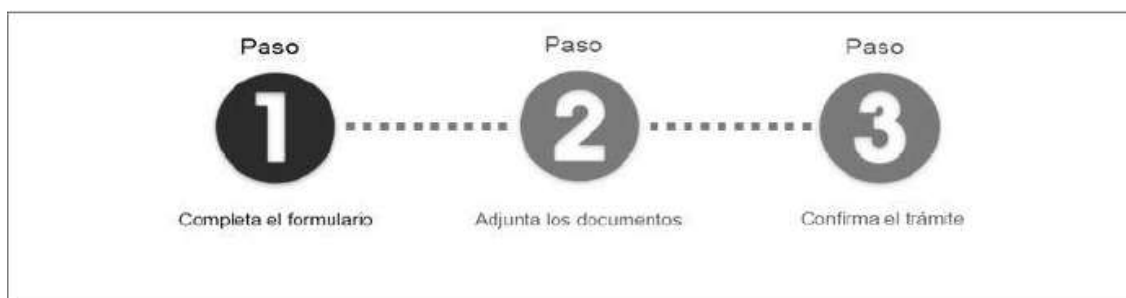 Paso Paso Paso
1 2 3
Completa el formulario Adjunta los documentos Confirma el trámite